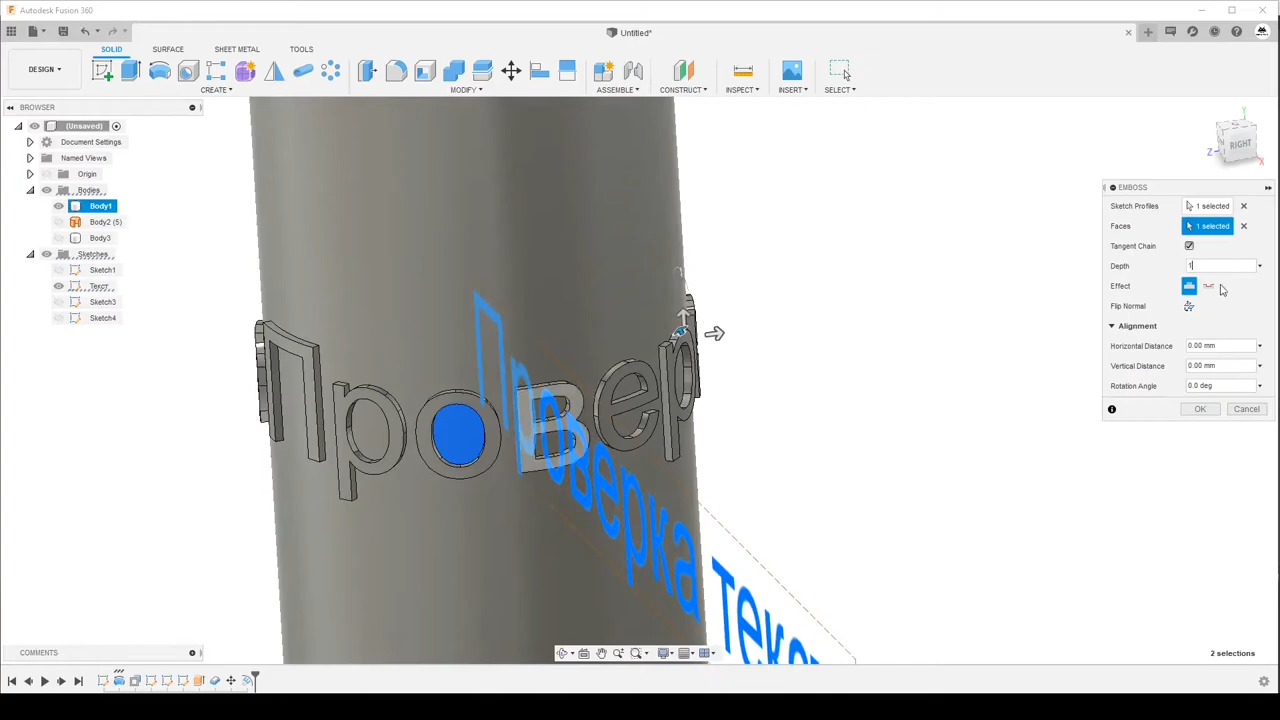 Autodesk Fusion 360
Untitled*
SOLID SURFACE SHEET METAL TOOLS
DESIGN
CREATE MODIFY ASSEMBLE CONSTRUCT INSPECT INSERT SELECT
BROWSER
(Unsaved)
Document Settings
Named Views
Origin
Bodies
Body1
Body2 (5)
Body3
Sketches
Sketch1
Текст
Sketch3
Sketch4
Y
Z
X
RIGHT
EMBOSS
Sketch Profiles 1 selected
Faces 1 selected
Tangent Chain
Depth 1
Effect
Flip Normal
Alignment
Horizontal Distance 0.00 mm
Vertical Distance 0.00 mm
Rotation Angle 0.0 deg
OK Cancel
Провер
Проверка
COMMENTS
2 selections